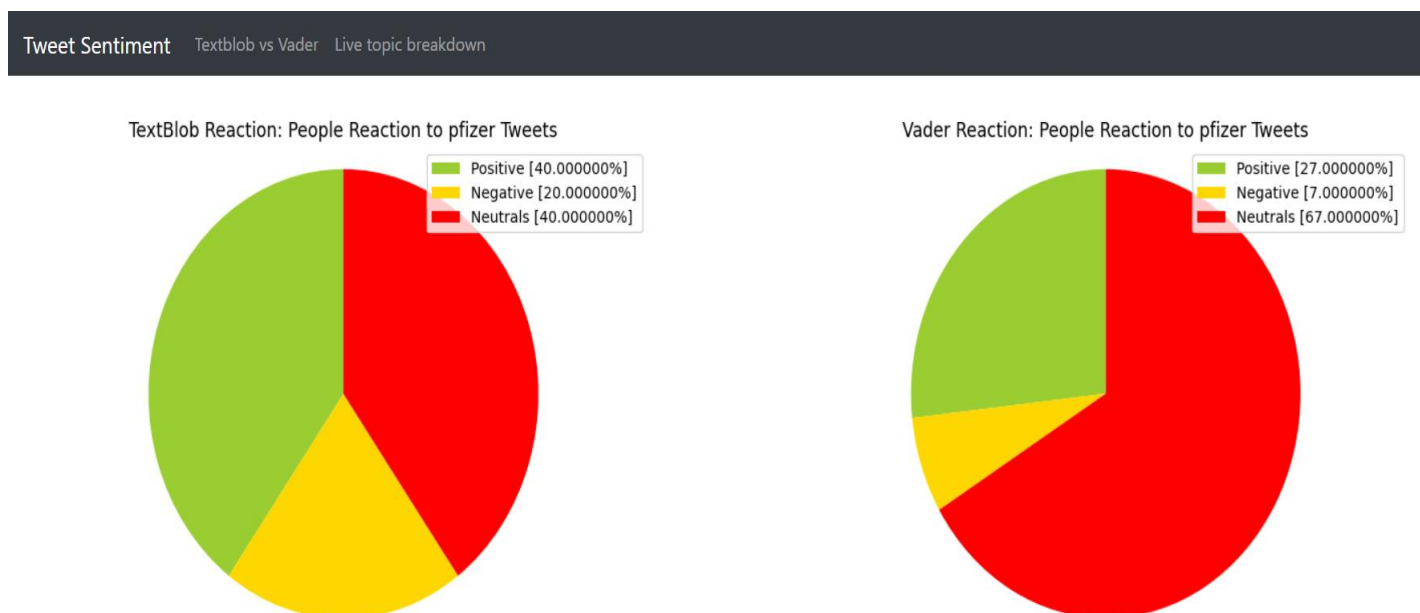 Tweet Sentiment Textblob vs Vader Live topic breakdown
TextBlob Reaction: People Reaction to pfizer Tweets
Positive [40.000000%]
Negative [20.000000%]
Neutrals [40.000000%]
Vader Reaction: People Reaction to pfizer Tweets
Positive [27.000000%]
Negative [7.000000%]
Neutrals [67.000000%]